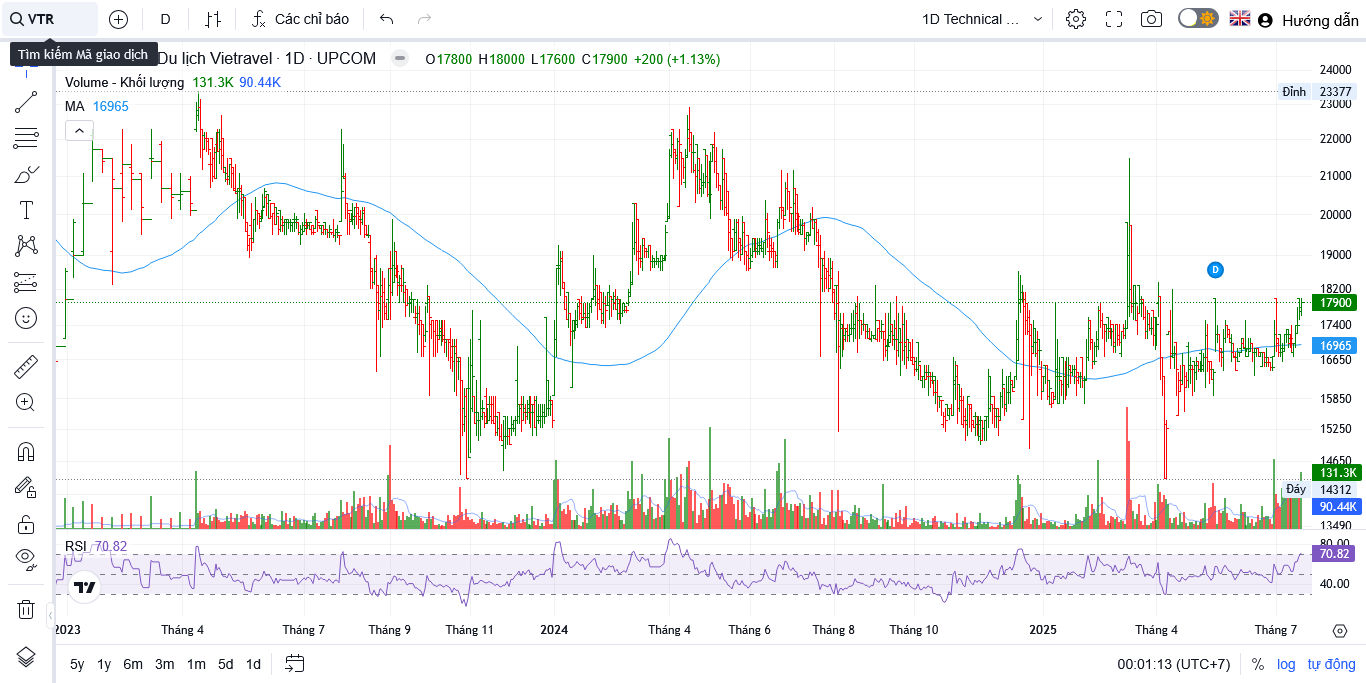 VTR
D
Các chỉ báo
1D Technical ...
Hướng dẫn
Tìm kiếm Mã giao dịch
Du lịch Vietravel · 1D · UPCOM
O17800 H18000 L17600 C17900 +200 (+1.13%)
Volume - Khối lượng 131.3K 90.44K
MA 16965
24000
Đỉnh 23377
23000
22000
21000
20000
19000
D
18200
17900
17400
16965
16650
15850
15250
14650
131.3K
Đáy 14312
90.44K
13490
RSI 70.82
80.00
70.82
40.00
2023 Tháng 4 Tháng 7 Tháng 9 Tháng 11 2024 Tháng 4 Tháng 6 Tháng 8 Tháng 10 2025 Tháng 4 Tháng 7
5y 1y 6m 3m 1m 5d 1d
00:01:13 (UTC+7) % log tự động